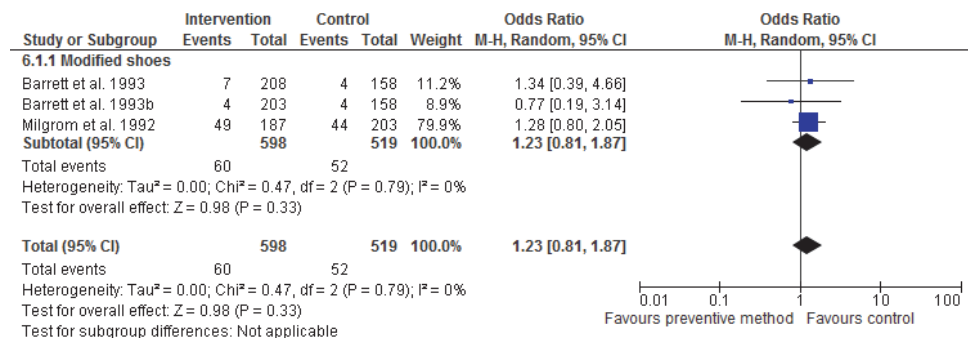 Intervention Control Odds Ratio Odds Ratio
Study or Subgroup Events Total Events Total Weight M-H, Random, 95% CI M-H, Random, 95% CI
6.1.1 Modified shoes
Barrett et al. 1993 7 208 4 158 11.2% 1.34 [0.39, 4.66]
Barrett et al. 1993b 4 203 4 158 8.9% 0.77 [0.19, 3.14]
Milgrom et al. 1992 49 187 44 203 79.9% 1.28 [0.80, 2.05]
Subtotal (95% CI) 598 519 100.0% 1.23 [0.81, 1.87]
Total events 60 52
Heterogeneity: Tau² = 0.00; Chi² = 0.47, df = 2 (P = 0.79); I² = 0%
Test for overall effect: Z = 0.98 (P = 0.33)
Total (95% CI) 598 519 100.0% 1.23 [0.81, 1.87]
Total events 60 52
Heterogeneity: Tau² = 0.00; Chi² = 0.47, df = 2 (P = 0.79); I² = 0%
Test for overall effect: Z = 0.98 (P = 0.33)
Test for subgroup differences: Not applicable
0.01 0.1 1 10 100
Favours preventive method Favours control